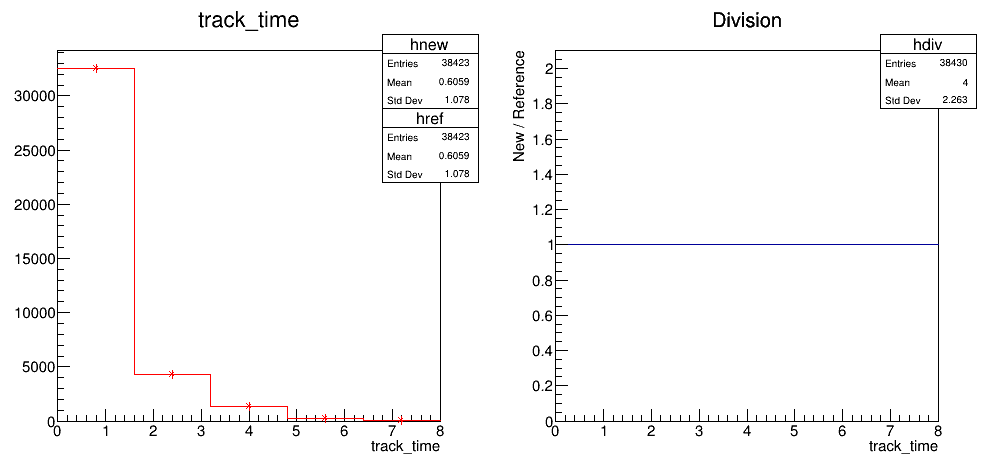 track_time
hnew
Entries 38423
Mean 0.6059
Std Dev 1.078
href
Entries 38423
Mean 0.6059
Std Dev 1.078
30000
25000
20000
15000
10000
5000
0
0 1 2 3 4 5 6 7 8
track_time
Division
hdiv
Entries 38430
Mean 4
Std Dev 2.263
New / Reference
2
1.8
1.6
1.4
1.2
1
0.8
0.6
0.4
0.2
0
0 1 2 3 4 5 6 7 8
track_time